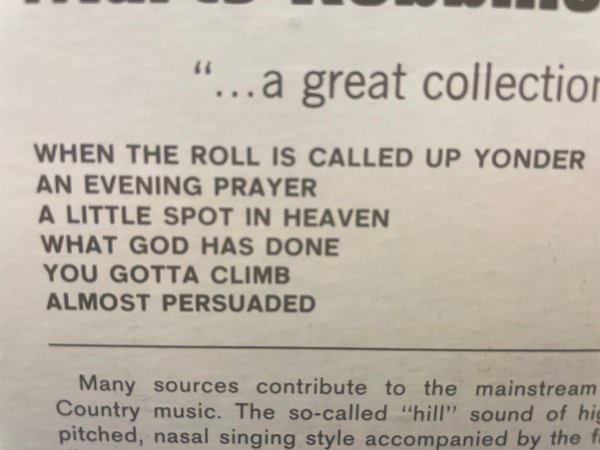 "...a great collection
WHEN THE ROLL IS CALLED UP YONDER
AN EVENING PRAYER
A LITTLE SPOT IN HEAVEN
WHAT GOD HAS DONE
YOU GOTTA CLIMB
ALMOST PERSUADED
Many sources contribute to the mainstream
Country music. The so-called "hill" sound of hig
pitched, nasal singing style accompanied by the f